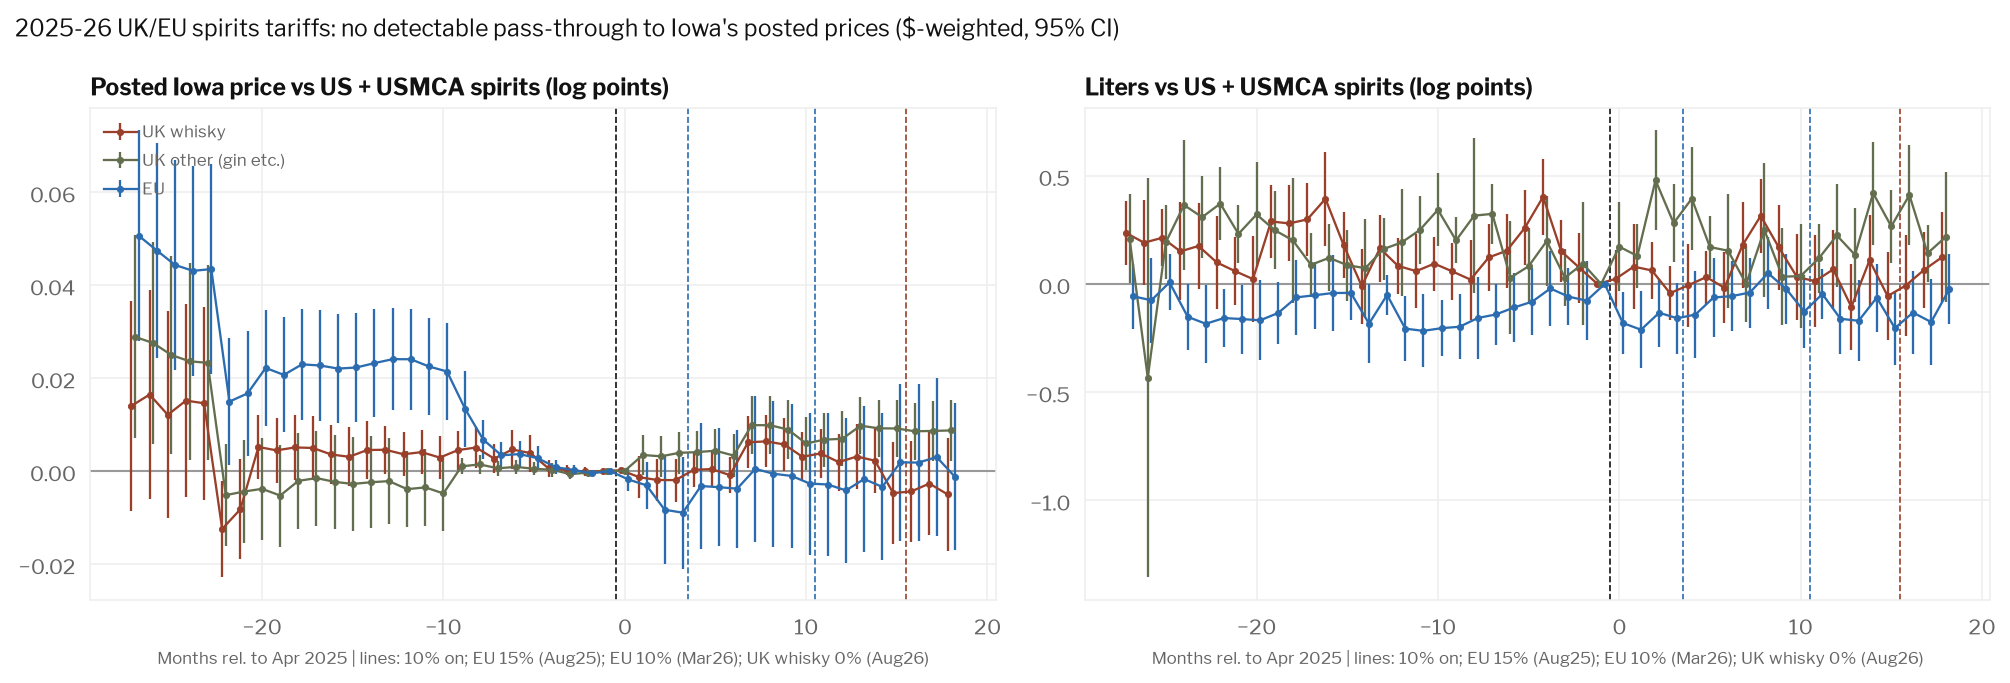 2025-26 UK/EU spirits tariffs: no detectable pass-through to Iowa's posted prices ($-weighted, 95% CI)
Posted Iowa price vs US + USMCA spirits (log points)
UK whisky
UK other (gin etc.)
EU
0.06
0.04
0.02
0.00
−0.02
−20
−10
0
10
20
Months rel. to Apr 2025 | lines: 10% on; EU 15% (Aug25); EU 10% (Mar26); UK whisky 0% (Aug26)
Liters vs US + USMCA spirits (log points)
0.5
0.0
−0.5
−1.0
−20
−10
0
10
20
Months rel. to Apr 2025 | lines: 10% on; EU 15% (Aug25); EU 10% (Mar26); UK whisky 0% (Aug26)